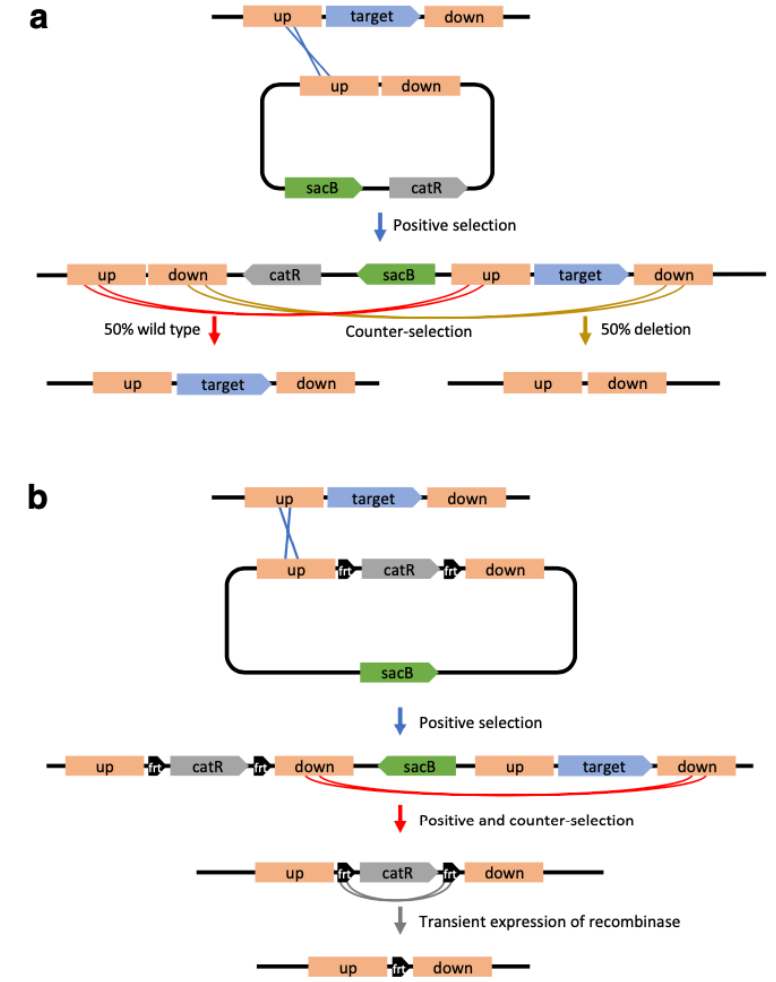 a
up target down
up down
sacB catR
Positive selection
up down catR sacB up target down
50% wild type Counter-selection 50% deletion
up target down up down
b
up target down
up frt catR frt down
sacB
Positive selection
up frt catR frt down sacB up target down
Positive and counter-selection
up frt catR frt down
Transient expression of recombinase
up frt down